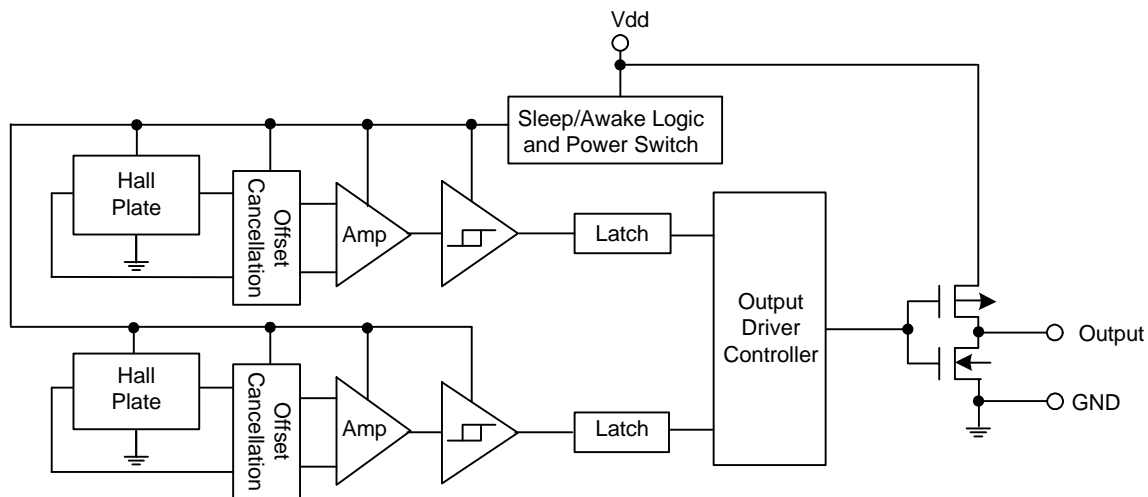 Vdd
Sleep/Awake Logic
and Power Switch
Hall
Plate
Offset
Cancellation
Amp
Latch
Output
Driver
Controller
Output
GND
Hall
Plate
Offset
Cancellation
Amp
Latch